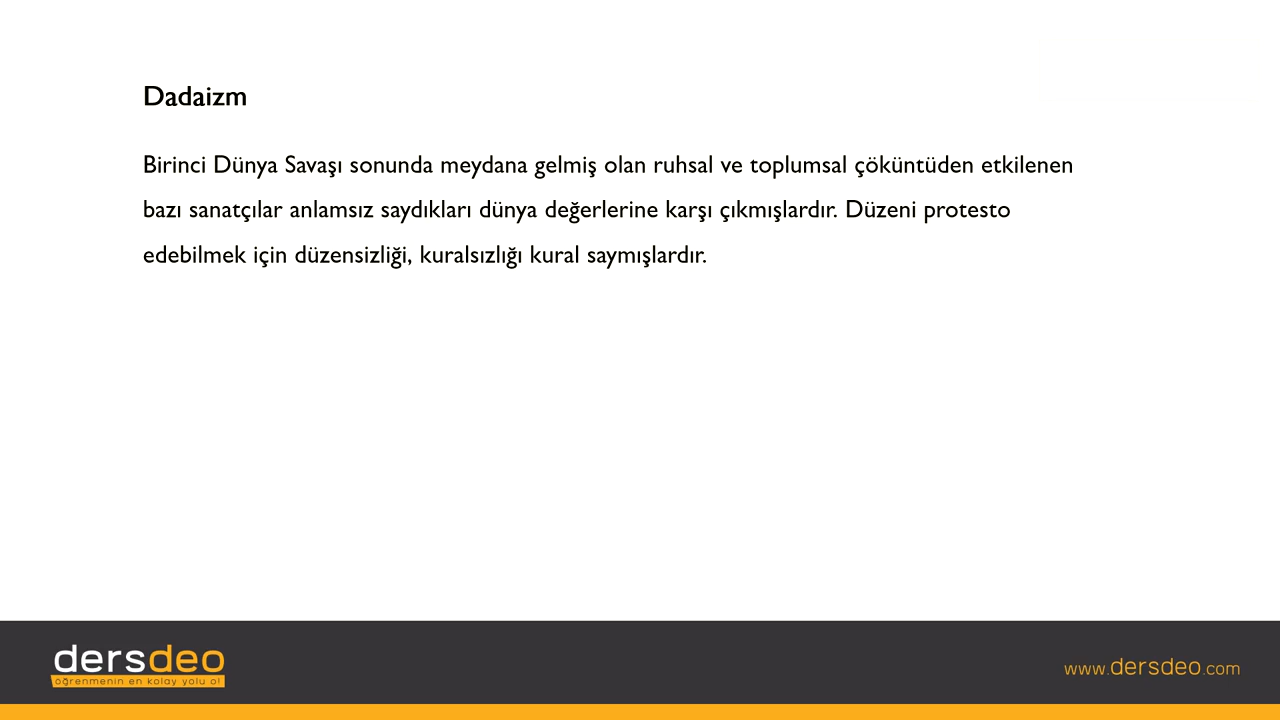 Dadaizm
Birinci Dünya Savaşı sonunda meydana gelmiş olan ruhsal ve toplumsal çöküntüden etkilenen
bazı sanatçılar anlamsız saydıkları dünya değerlerine karşı çıkmışlardır. Düzeni protesto
edebilmek için düzensizliği, kuralsızlığı kural saymışlardır.
dersdeo
öğrenmenin en kolay yolu o!
www.dersdeo.com